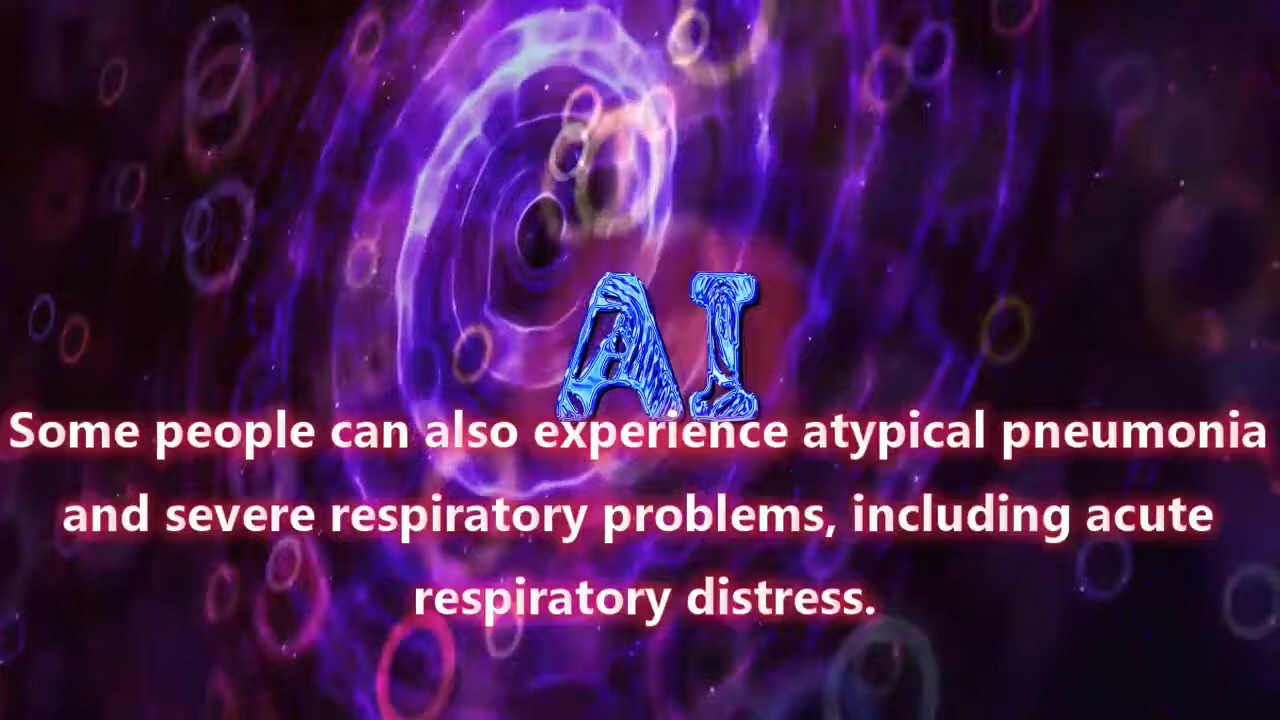 AI
Some people can also experience atypical pneumonia
and severe respiratory problems, including acute
respiratory distress.